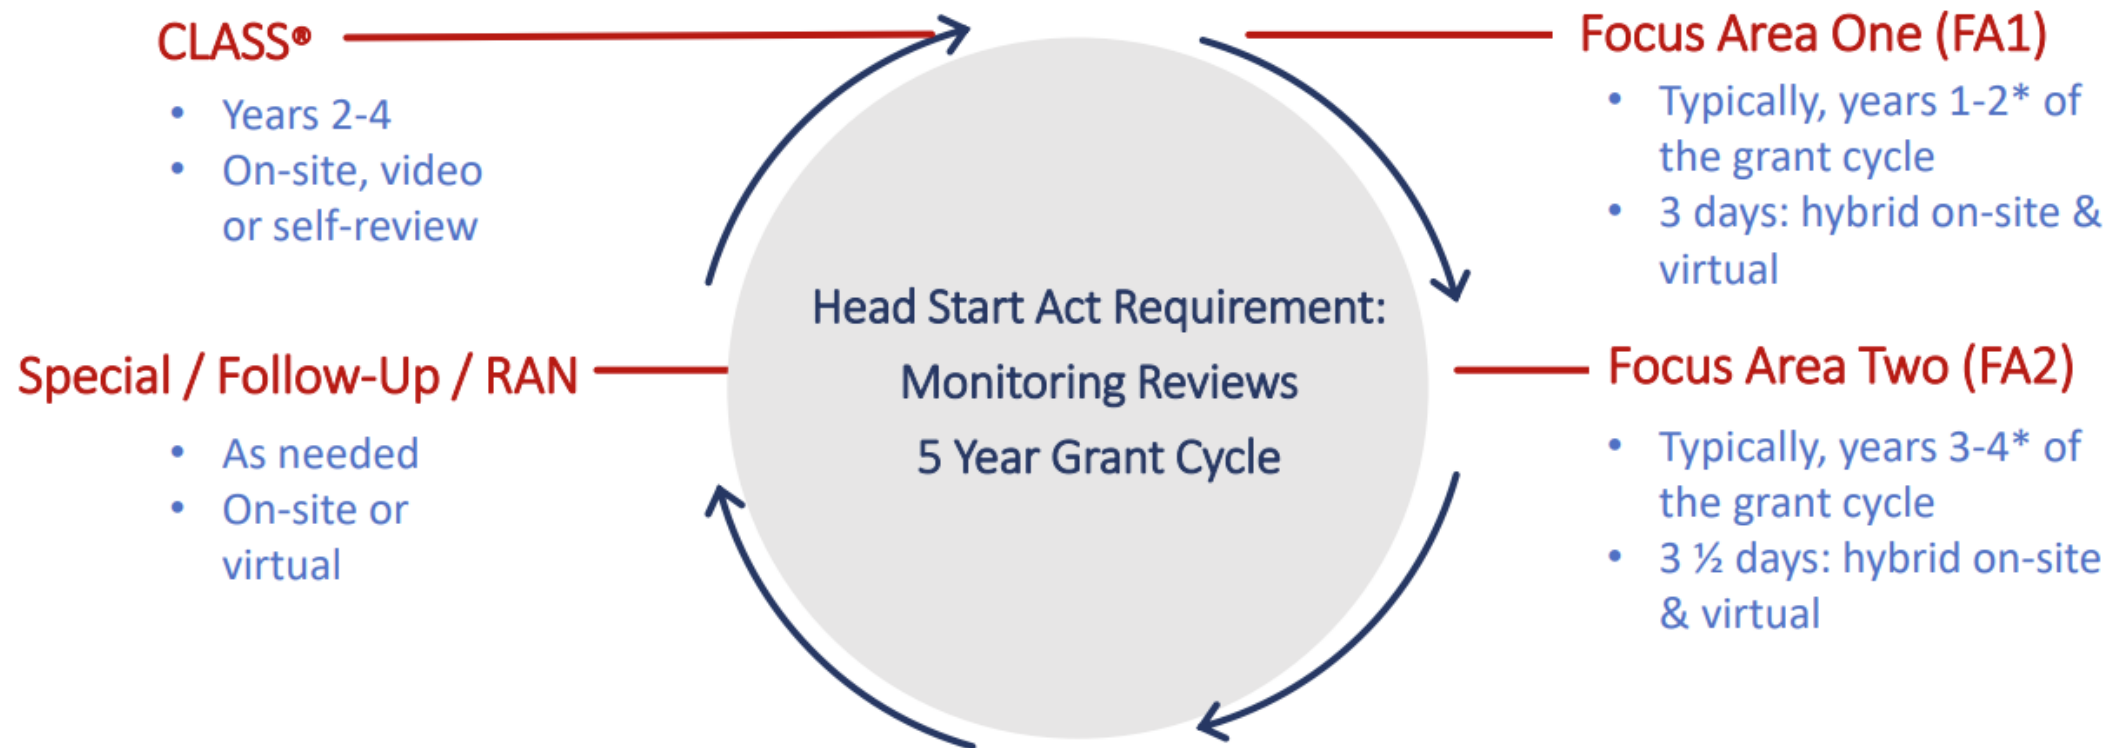 CLASS®
• Years 2-4
• On-site, video
or self-review
Special / Follow-Up / RAN
• As needed
• On-site or
virtual
Head Start Act Requirement:
Monitoring Reviews
5 Year Grant Cycle
Focus Area One (FA1)
• Typically, years 1-2* of
the grant cycle
• 3 days: hybrid on-site &
virtual
Focus Area Two (FA2)
• Typically, years 3-4* of
the grant cycle
• 3 ½ days: hybrid on-site
& virtual